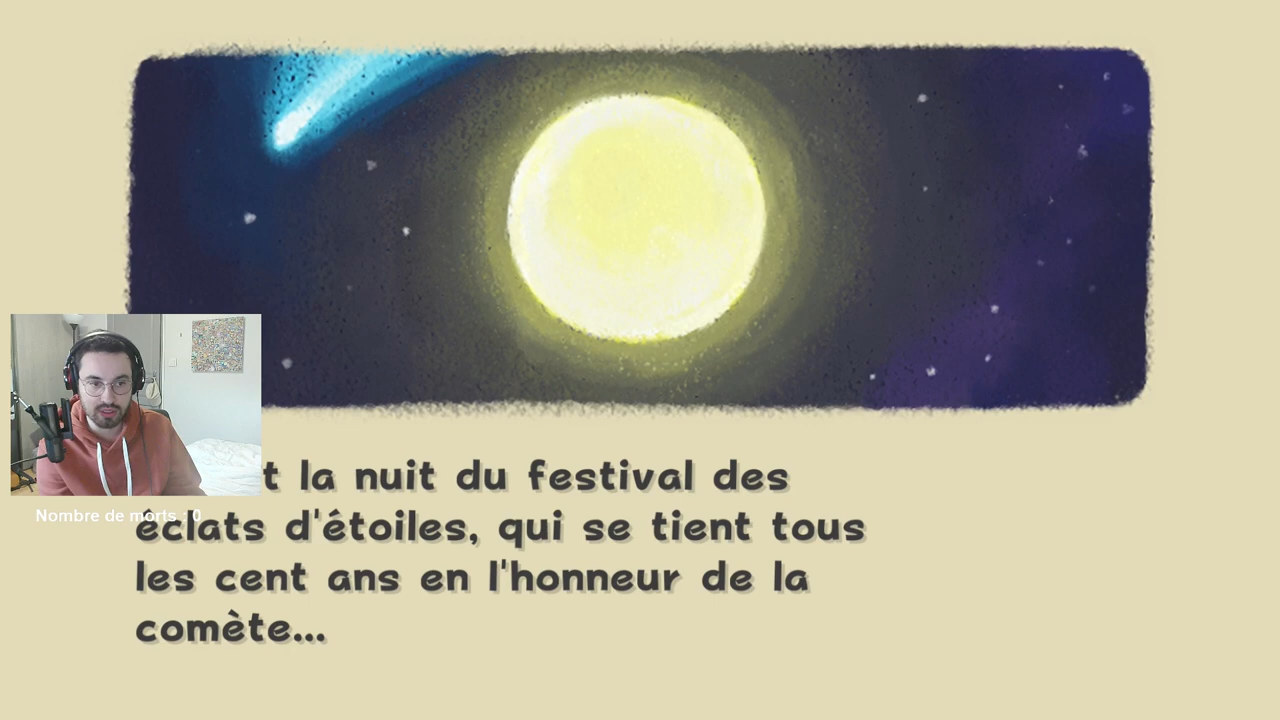 t la nuit du festival des
éclats d'étoiles, qui se tient tous
les cent ans en l'honneur de la
comète...
Nombre de morts : 0